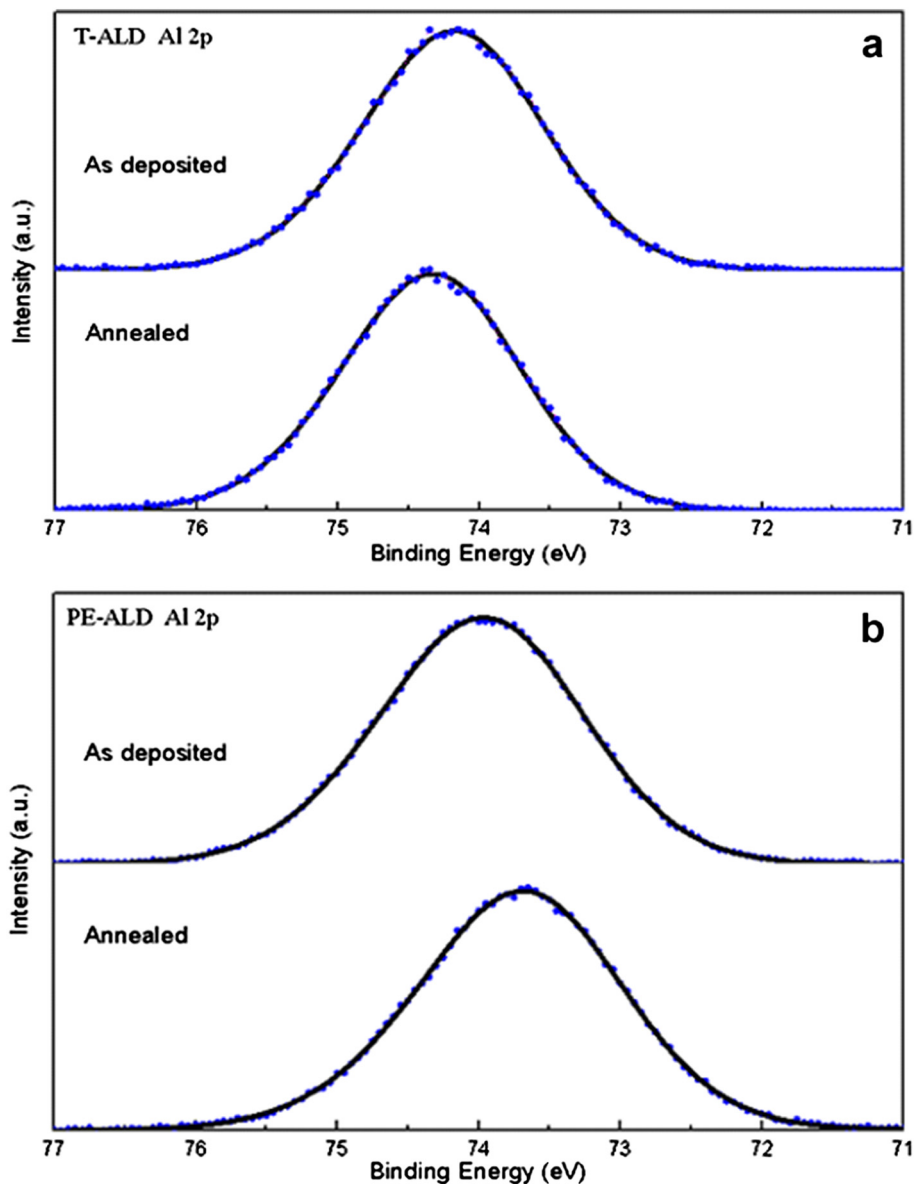 T-ALD Al 2p
a
As deposited
Annealed
Intensity (a.u.)
77 76 75 74 73 72 71
Binding Energy (eV)
PE-ALD Al 2p
b
As deposited
Annealed
Intensity (a.u.)
77 76 75 74 73 72 71
Binding Energy (eV)